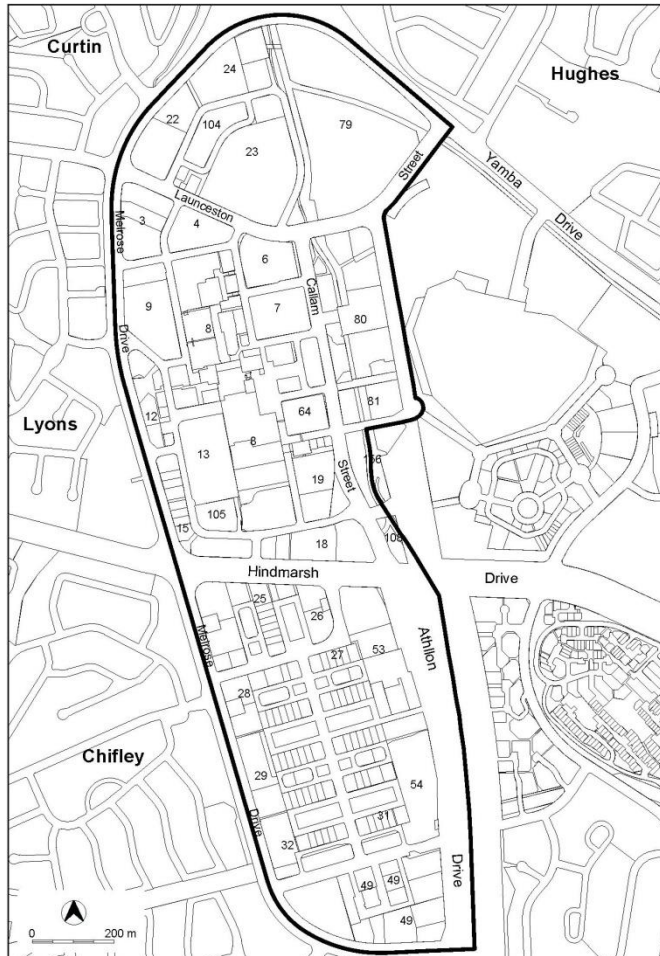 Curtin
Hughes
24
22
104
79
23
Street
Yamba
Drive
Launceston
3
4
Melrose
6
Callam
9
7
8
80
Drive
12
64
81
Lyons
13
8
156
19
Street
105
15
18
108
Hindmarsh
Drive
25
26
Melrose
Athllon
27
53
28
Chifley
29
54
31
Drive
32
Drive
49
49
49
0 200 m